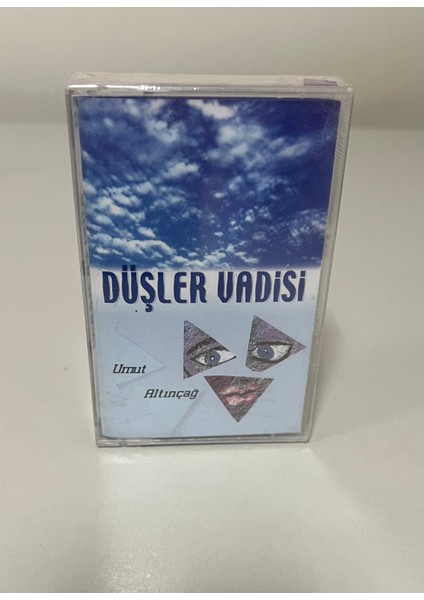 DÜŞLER VADİSİ
Umut
Altınçağ